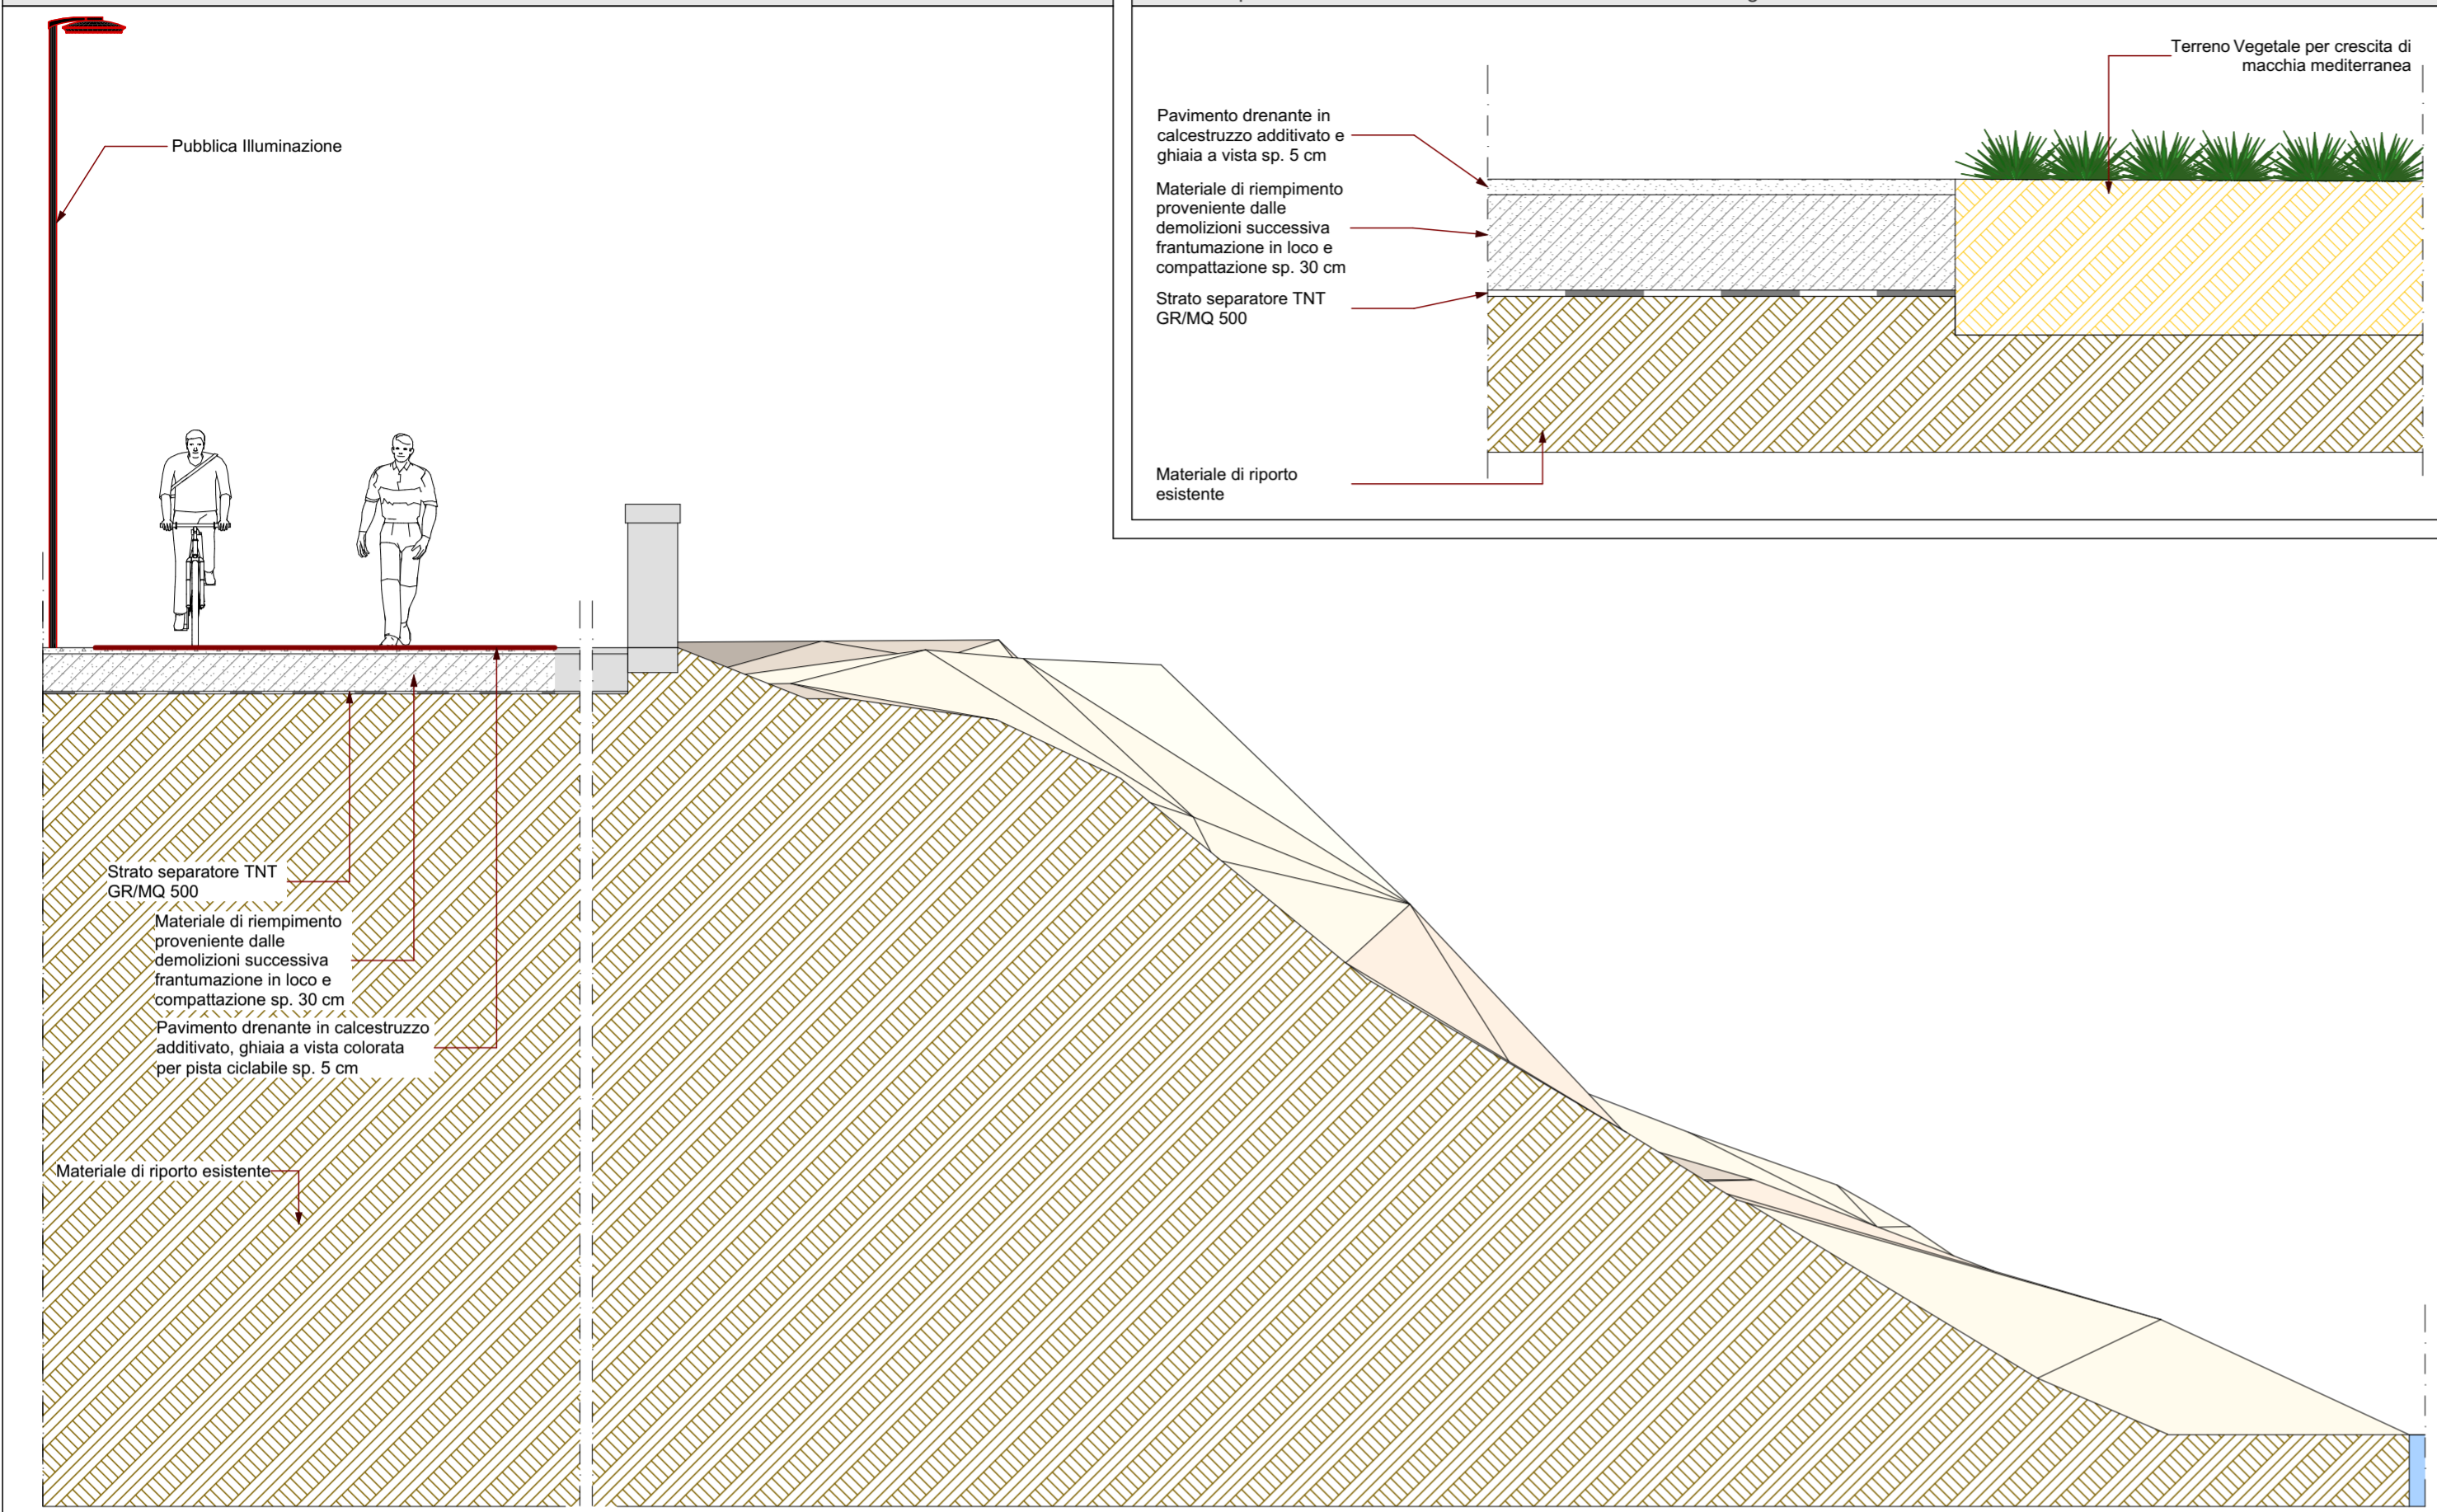 Pubblica Illuminazione
Terreno Vegetale per crescita di
macchia mediterranea
Pavimento drenante in
calcestruzzo additivato e
ghiaia a vista sp. 5 cm
Materiale di riempimento
proveniente dalle
demolizioni successiva
frantumazione in loco e
compattazione sp. 30 cm
Strato separatore TNT
GR/MQ 500
Materiale di riporto
esistente
Strato separatore TNT
GR/MQ 500
Materiale di riempimento
proveniente dalle
demolizioni successiva
frantumazione in loco e
compattazione sp. 30 cm
Pavimento drenante in calcestruzzo
additivato, ghiaia a vista colorata
per pista ciclabile sp. 5 cm
Materiale di riporto esistente